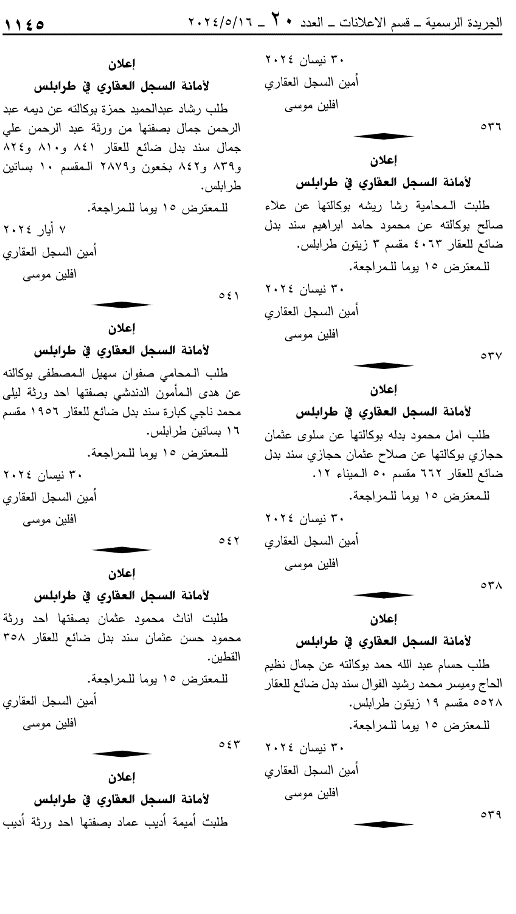 الجريدة الرسمية – قسم الاعلانات – العدد ٢٠ – ٢٠٢٤/٥/١٦
١١٤٥
٣٠ نيسان ٢٠٢٤
أمين السجل العقاري
افلين موسى
٥٣٦
إعلان
لأمانة السجل العقاري في طرابلس
طلبت المحامية رشا ريشه بوكالتها عن علاء
صالح بوكالته عن محمود حامد ابراهيم سند بدل
ضائع للعقار ٤٠٦٣ مقسم ٣ زيتون طرابلس.
للمعترض ١٥ يوما للمراجعة.
٣٠ نيسان ٢٠٢٤
أمين السجل العقاري
افلين موسى
٥٣٧
إعلان
لأمانة السجل العقاري في طرابلس
طلب امل محمود بدله بوكالتها عن سلوى عثمان
حجازي بوكالتها عن صلاح عثمان حجازي سند بدل
ضائع للعقار ٦٦٢ مقسم ٥٠ الميناء ١٢.
للمعترض ١٥ يوما للمراجعة.
٣٠ نيسان ٢٠٢٤
أمين السجل العقاري
افلين موسى
٥٣٨
إعلان
لأمانة السجل العقاري في طرابلس
طلب حسام عبد الله حمد بوكالته عن جمال نظيم
الحاج وميسر محمد رشيد الفوال سند بدل ضائع للعقار
٥٥٢٨ مقسم ١٩ زيتون طرابلس.
للمعترض ١٥ يوما للمراجعة.
٣٠ نيسان ٢٠٢٤
أمين السجل العقاري
افلين موسى
٥٣٩
إعلان
لأمانة السجل العقاري في طرابلس
طلب رشاد عبدالحميد حمزة بوكالته عن ديمه عبد
الرحمن جمال بصفتها من ورثة عبد الرحمن علي
جمال سند بدل ضائع للعقار ٨٤١ و٨١٠ و٨٢٤
و٨٣٩ و٨٤٢ بخعون و٢٨٧٩ المقسم ١٠ بساتين
طرابلس.
للمعترض ١٥ يوما للمراجعة.
٧ أيار ٢٠٢٤
أمين السجل العقاري
افلين موسى
٥٤١
إعلان
لأمانة السجل العقاري في طرابلس
طلب المحامي صفوان سهيل المصطفى بوكالته
عن هدى المأمون الدندشي بصفتها احد ورثة ليلى
محمد ناجي كبارة سند بدل ضائع للعقار ١٩٥٦ مقسم
١٦ بساتين طرابلس.
للمعترض ١٥ يوما للمراجعة.
٣٠ نيسان ٢٠٢٤
أمين السجل العقاري
افلين موسى
٥٤٢
إعلان
لأمانة السجل العقاري في طرابلس
طلبت اناث محمود عثمان بصفتها احد ورثة
محمود حسن عثمان سند بدل ضائع للعقار ٣٥٨
القطين.
للمعترض ١٥ يوما للمراجعة.
أمين السجل العقاري
افلين موسى
٥٤٣
إعلان
لأمانة السجل العقاري في طرابلس
طلبت أميمة أديب عماد بصفتها احد ورثة أديب